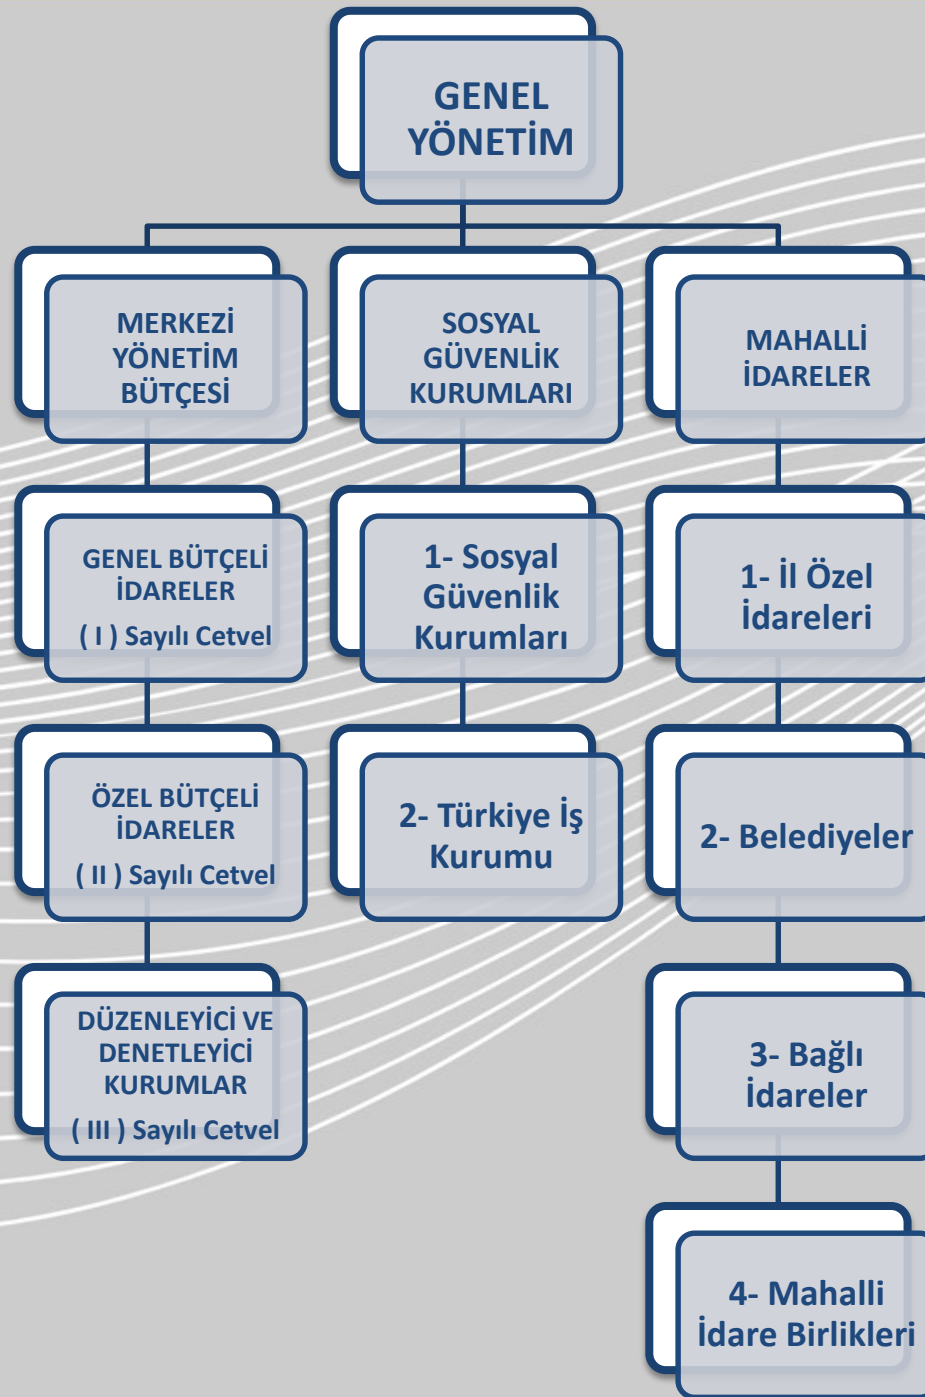 GENEL
YÖNETİM
MERKEZİ
YÖNETİM
BÜTÇESİ
SOSYAL
GÜVENLİK
KURUMLARI
MAHALLİ
İDARELER
GENEL BÜTÇELİ
İDARELER
( I ) Sayılı Cetvel
1- Sosyal
Güvenlik
Kurumları
1- İl Özel
İdareleri
ÖZEL BÜTÇELİ
İDARELER
( II ) Sayılı Cetvel
2- Türkiye İş
Kurumu
2- Belediyeler
DÜZENLEYİCİ VE
DENETLEYİCİ
KURUMLAR
( III ) Sayılı Cetvel
3- Bağlı
İdareler
4- Mahalli
İdare Birlikleri